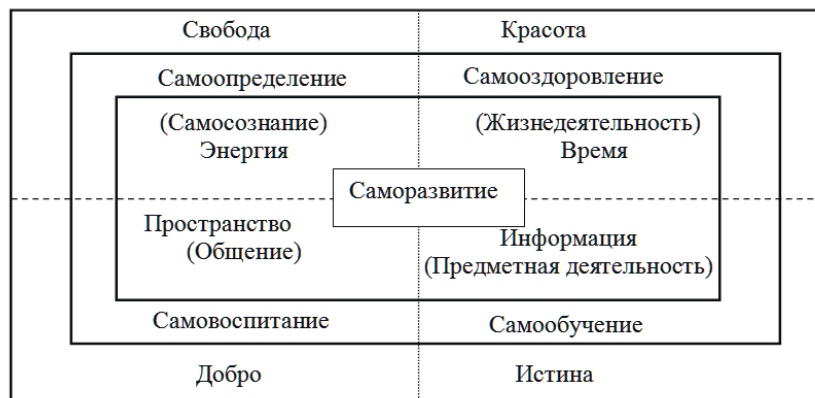 Свобода
Красота
Самоопределение
Самооздоровление
(Самосознание)
Энергия
(Жизнедеятельность)
Время
Саморазвитие
Пространство
(Общение)
Информация
(Предметная деятельность)
Самовоспитание
Самообучение
Добро
Истина